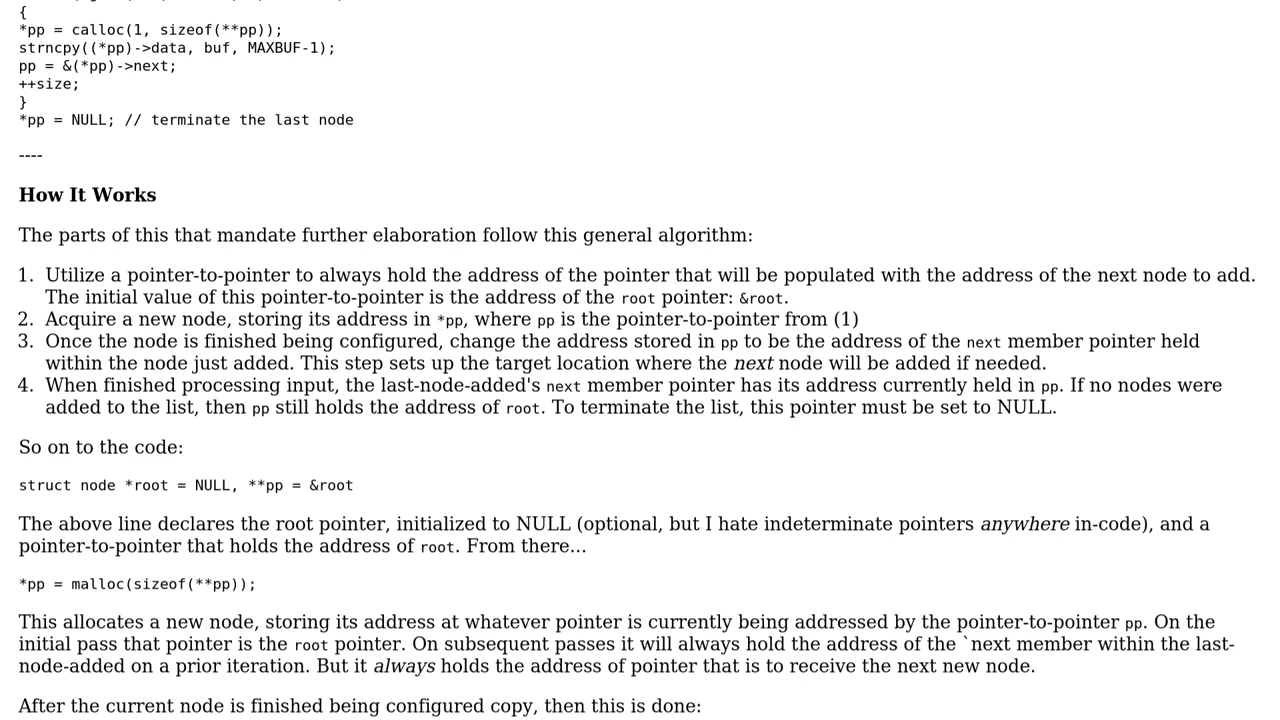 {
*pp = calloc(1, sizeof(**pp));
strncpy((*pp)->data, buf, MAXBUF-1);
pp = &(*pp)->next;
++size;
}
*pp = NULL; // terminate the last node
----
How It Works
The parts of this that mandate further elaboration follow this general algorithm:
1. Utilize a pointer-to-pointer to always hold the address of the pointer that will be populated with the address of the next node to add.
The initial value of this pointer-to-pointer is the address of the root pointer: &root.
2. Acquire a new node, storing its address in *pp, where pp is the pointer-to-pointer from (1)
3. Once the node is finished being configured, change the address stored in pp to be the address of the next member pointer held
within the node just added. This step sets up the target location where the next node will be added if needed.
4. When finished processing input, the last-node-added's next member pointer has its address currently held in pp. If no nodes were
added to the list, then pp still holds the address of root. To terminate the list, this pointer must be set to NULL.
So on to the code:
struct node *root = NULL, **pp = &root
The above line declares the root pointer, initialized to NULL (optional, but I hate indeterminate pointers anywhere in-code), and a
pointer-to-pointer that holds the address of root. From there...
*pp = malloc(sizeof(**pp));
This allocates a new node, storing its address at whatever pointer is currently being addressed by the pointer-to-pointer pp. On the
initial pass that pointer is the root pointer. On subsequent passes it will always hold the address of the `next member within the last-
node-added on a prior iteration. But it always holds the address of pointer that is to receive the next new node.
After the current node is finished being configured copy, then this is done: